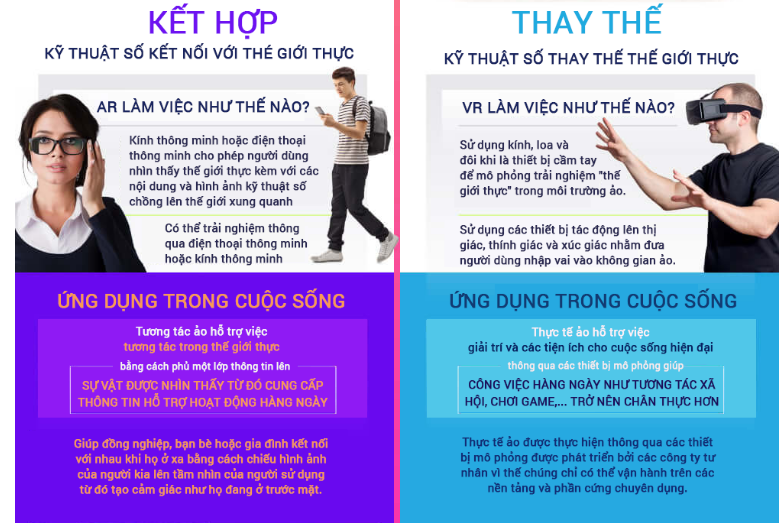 KẾT HỢP
KỸ THUẬT SỐ KẾT NỐI VỚI THẾ GIỚI THỰC
AR LÀM VIỆC NHƯ THẾ NÀO?
Kính thông minh hoặc điện thoại
thông minh cho phép người dùng
nhìn thấy thế giới thực kèm với các
nội dung và hình ảnh kỹ thuật số
chồng lên thế giới xung quanh
Có thể trải nghiệm thông
qua điện thoại thông minh
hoặc kính thông minh
ỨNG DỤNG TRONG CUỘC SỐNG
Tương tác ảo hỗ trợ việc
tương tác trong thế giới thực
bằng cách phủ một lớp thông tin lên
SỰ VẬT ĐƯỢC NHÌN THẤY TỪ ĐÓ CUNG CẤP
THÔNG TIN HỖ TRỢ HOẠT ĐỘNG HÀNG NGÀY
Giúp đồng nghiệp, bạn bè hoặc gia đình kết nối
với nhau khi họ ở xa bằng cách chiếu hình ảnh
của người kia lên tầm nhìn của người sử dụng
từ đó tạo cảm giác như họ đang ở trước mặt.
THAY THẾ
KỸ THUẬT SỐ THAY THẾ THẾ GIỚI THỰC
VR LÀM VIỆC NHƯ THẾ NÀO?
Sử dụng kính, loa và
đôi khi là thiết bị cầm tay
để mô phỏng trải nghiệm "thế
giới thực" trong môi trường ảo.
Sử dụng các thiết bị tác động lên thị
giác, thính giác và xúc giác nhằm đưa
người dùng nhập vai vào không gian ảo.
ỨNG DỤNG TRONG CUỘC SỐNG
Thực tế ảo hỗ trợ việc
giải trí và các tiện ích cho cuộc sống hiện đại
thông qua các thiết bị mô phỏng giúp
CÔNG VIỆC HÀNG NGÀY NHƯ TƯƠNG TÁC XÃ
HỘI, CHƠI GAME,... TRỞ NÊN CHÂN THỰC HƠN
Thực tế ảo được thực hiện thông qua các thiết
bị mô phỏng được phát triển bởi các công ty tư
nhân vì thế chúng chỉ có thể vận hành trên các
nền tảng và phần cứng chuyên dụng.